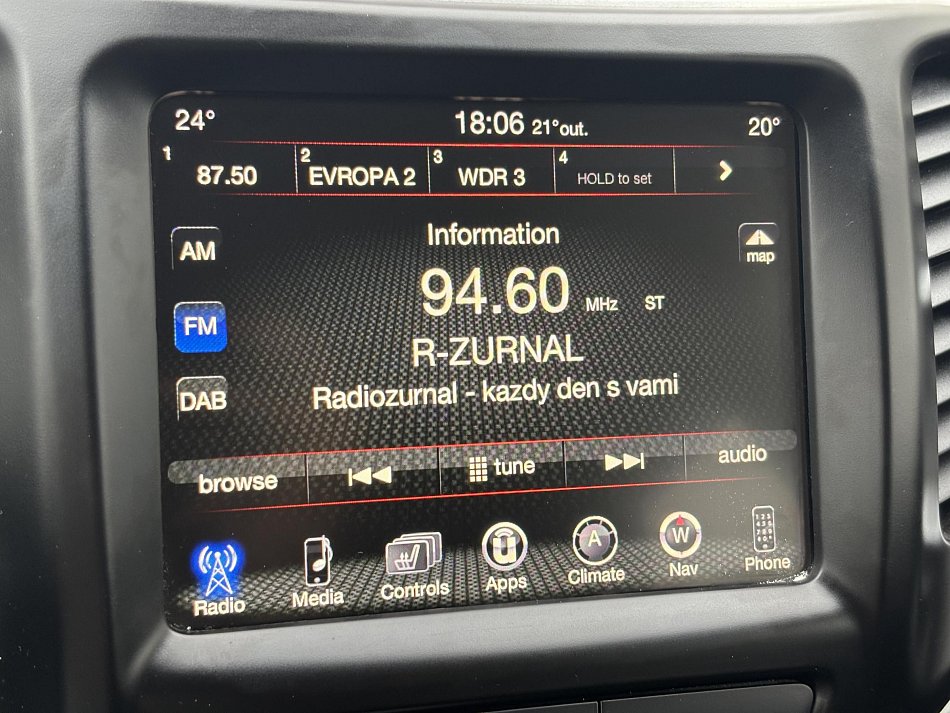 24° 18:06 21°out. 20°
1 87.50 2 EVROPA 2 3 WDR 3 4 HOLD to set
AM Information map
94.60 MHz ST
FM R-ZURNAL
DAB Radiozurnal - kazdy den s vami
browse tune audio
Radio Media Controls Apps A Climate W Nav Phone